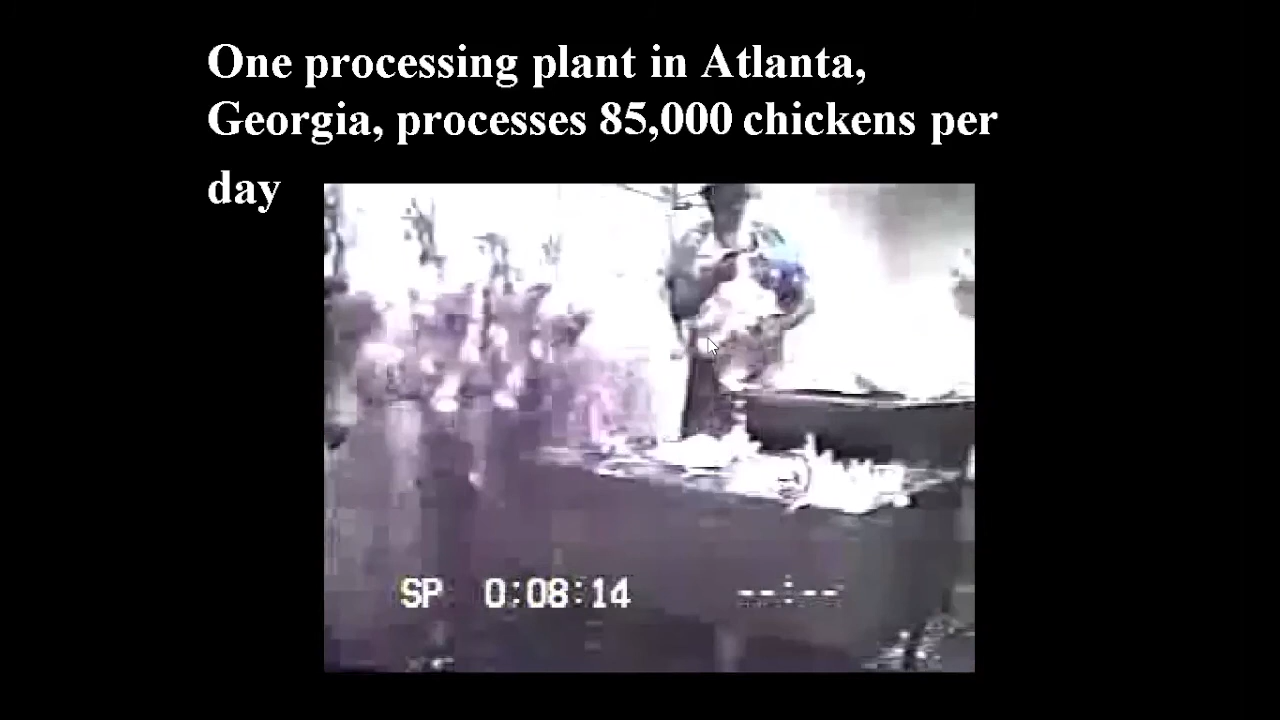 One processing plant in Atlanta,
Georgia, processes 85,000 chickens per
day
SP 0:08:14 --:--